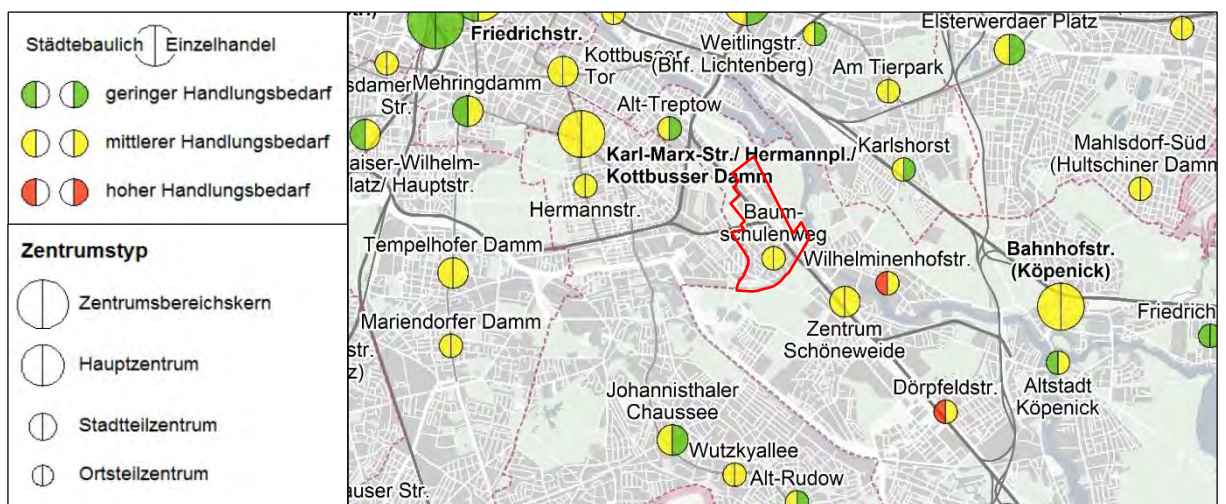 Städtebaulich Einzelhandel
geringer Handlungsbedarf
mittlerer Handlungsbedarf
hoher Handlungsbedarf
Zentrumstyp
Zentrumsbereichskern
Hauptzentrum
Stadtteilzentrum
Ortsteilzentrum
Friedrichstr.
Kottbusser
Tor
Weitlingstr.
(Bhf. Lichtenberg)
Elsterwerdaer Platz
Am Tierpark
sdamer
Str.
Mehringdamm
Alt-Treptow
Karlshorst
Mahlsdorf-Süd
(Hultschiner Damm
aiser-Wilhelm-
platz/ Hauptstr.
Karl-Marx-Str./ Hermannpl./
Kottbusser Damm
Hermannstr.
Baum-
schulenweg
Tempelhofer Damm
Wilhelminenhofstr.
Bahnhofstr.
(Köpenick)
Friedrich
Mariendorfer Damm
Zentrum
Schöneweide
str.
z)
Johannisthaler
Chaussee
Dörpfeldstr.
Altstadt
Köpenick
Wutzkyallee
Alt-Rudow
auser Str.